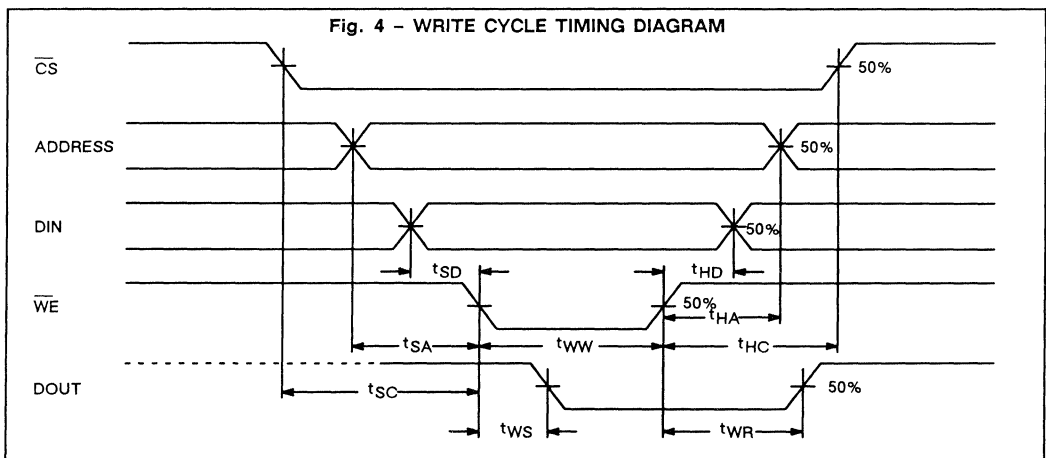 Fig. 4 – WRITE CYCLE TIMING DIAGRAM
CS
50%
ADDRESS
50%
DIN
50%
tSD
tHD
WE
50%
tHA
tSA
tWW
tHC
DOUT
tSC
50%
tWS
tWR